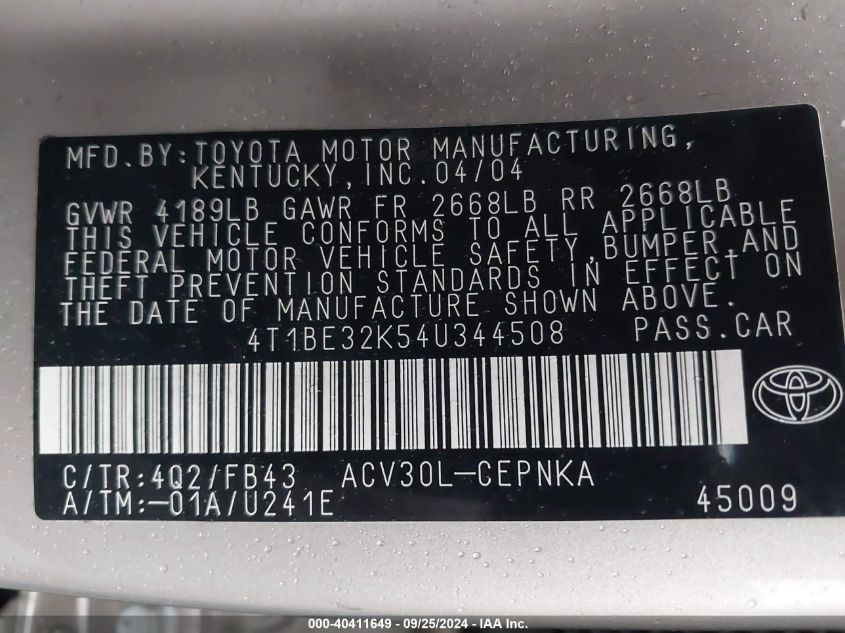 MFD. BY: TOYOTA MOTOR MANUFACTURING,
KENTUCKY, INC. 04/04
GVWR 4189LB GAWR FR 2668LB RR 2668LB
THIS VEHICLE CONFORMS TO ALL APPLICABLE
FEDERAL MOTOR VEHICLE SAFETY, BUMPER, AND
THEFT PREVENTION STANDARDS IN EFFECT ON
THE DATE OF MANUFACTURE SHOWN ABOVE.
4T1BE32K54U344508 PASS. CAR
C/TR: 4Q2/FB43 ACV30L-CEPNKA
A/TM: -01A/U241E 45009
000-40411649 - 09/25/2024 - IAA Inc.